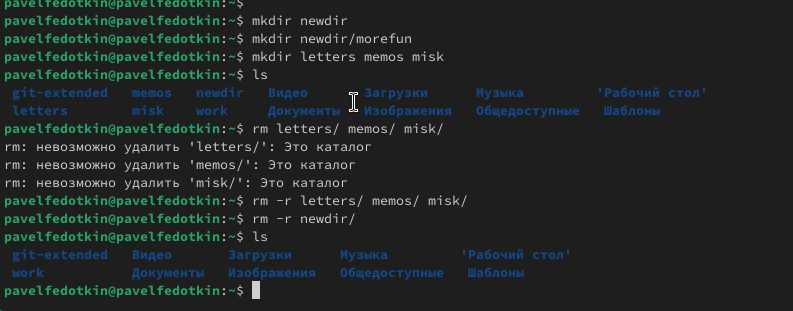 pavelfedotkin@pavelfedotkin:~$
pavelfedotkin@pavelfedotkin:~$ mkdir newdir
pavelfedotkin@pavelfedotkin:~$ mkdir newdir/morefun
pavelfedotkin@pavelfedotkin:~$ mkdir letters memos misk
pavelfedotkin@pavelfedotkin:~$ ls
git-extended memos newdir Видео Загрузки Музыка 'Рабочий стол'
letters misk work Документы Изображения Общедоступные Шаблоны
pavelfedotkin@pavelfedotkin:~$ rm letters/ memos/ misk/
rm: невозможно удалить 'letters/': Это каталог
rm: невозможно удалить 'memos/': Это каталог
rm: невозможно удалить 'misk/': Это каталог
pavelfedotkin@pavelfedotkin:~$ rm -r letters/ memos/ misk/
pavelfedotkin@pavelfedotkin:~$ rm -r newdir/
pavelfedotkin@pavelfedotkin:~$ ls
git-extended Видео Загрузки Музыка 'Рабочий стол'
work Документы Изображения Общедоступные Шаблоны
pavelfedotkin@pavelfedotkin:~$